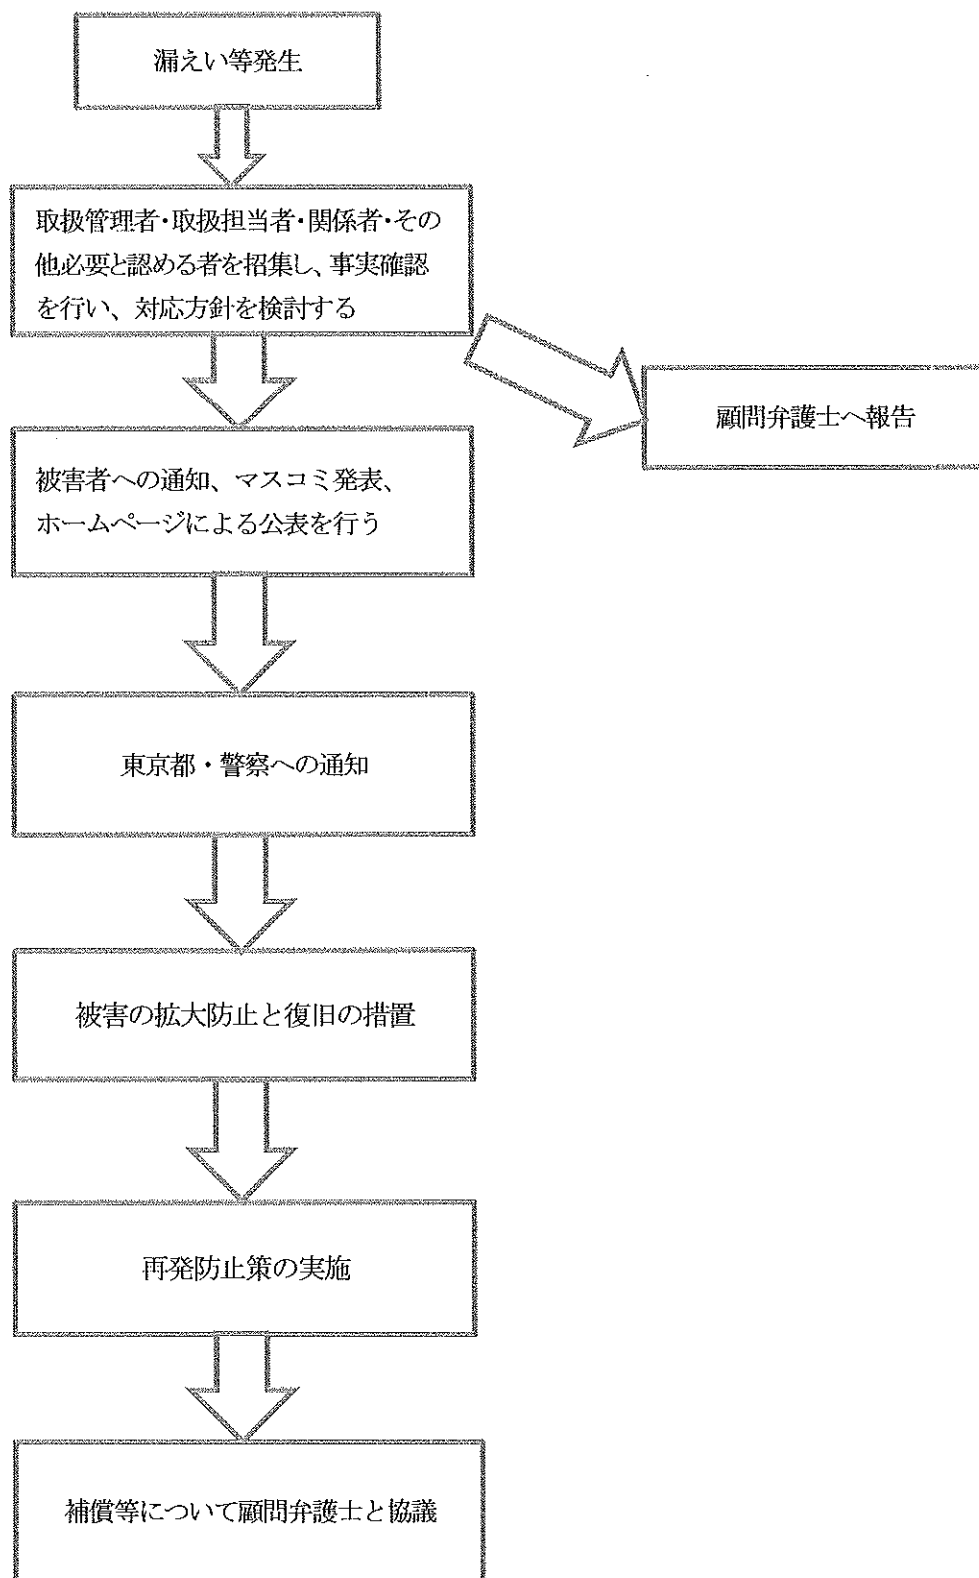 漏えい等発生
取扱管理者・取扱担当者・関係者・その
他必要と認める者を招集し、事実確認
を行い、対応方針を検討する
顧問弁護士へ報告
被害者への通知、マスコミ発表、
ホームページによる公表を行う
東京都・警察への通知
被害の拡大防止と復旧の措置
再発防止策の実施
補償等について顧問弁護士と協議